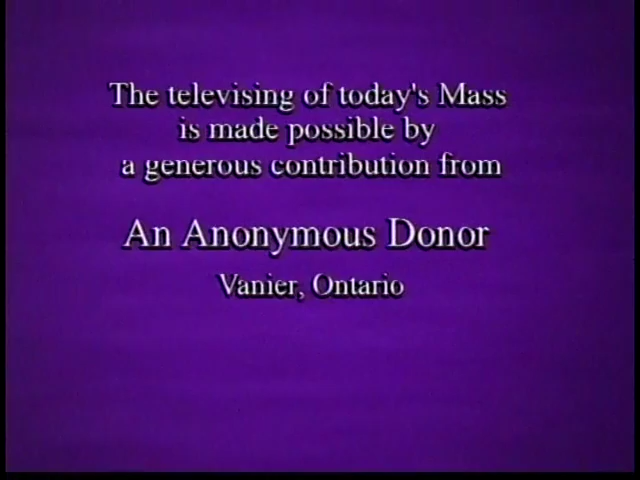 The televising of today's Mass
is made possible by
a generous contribution from
An Anonymous Donor
Vanier, Ontario